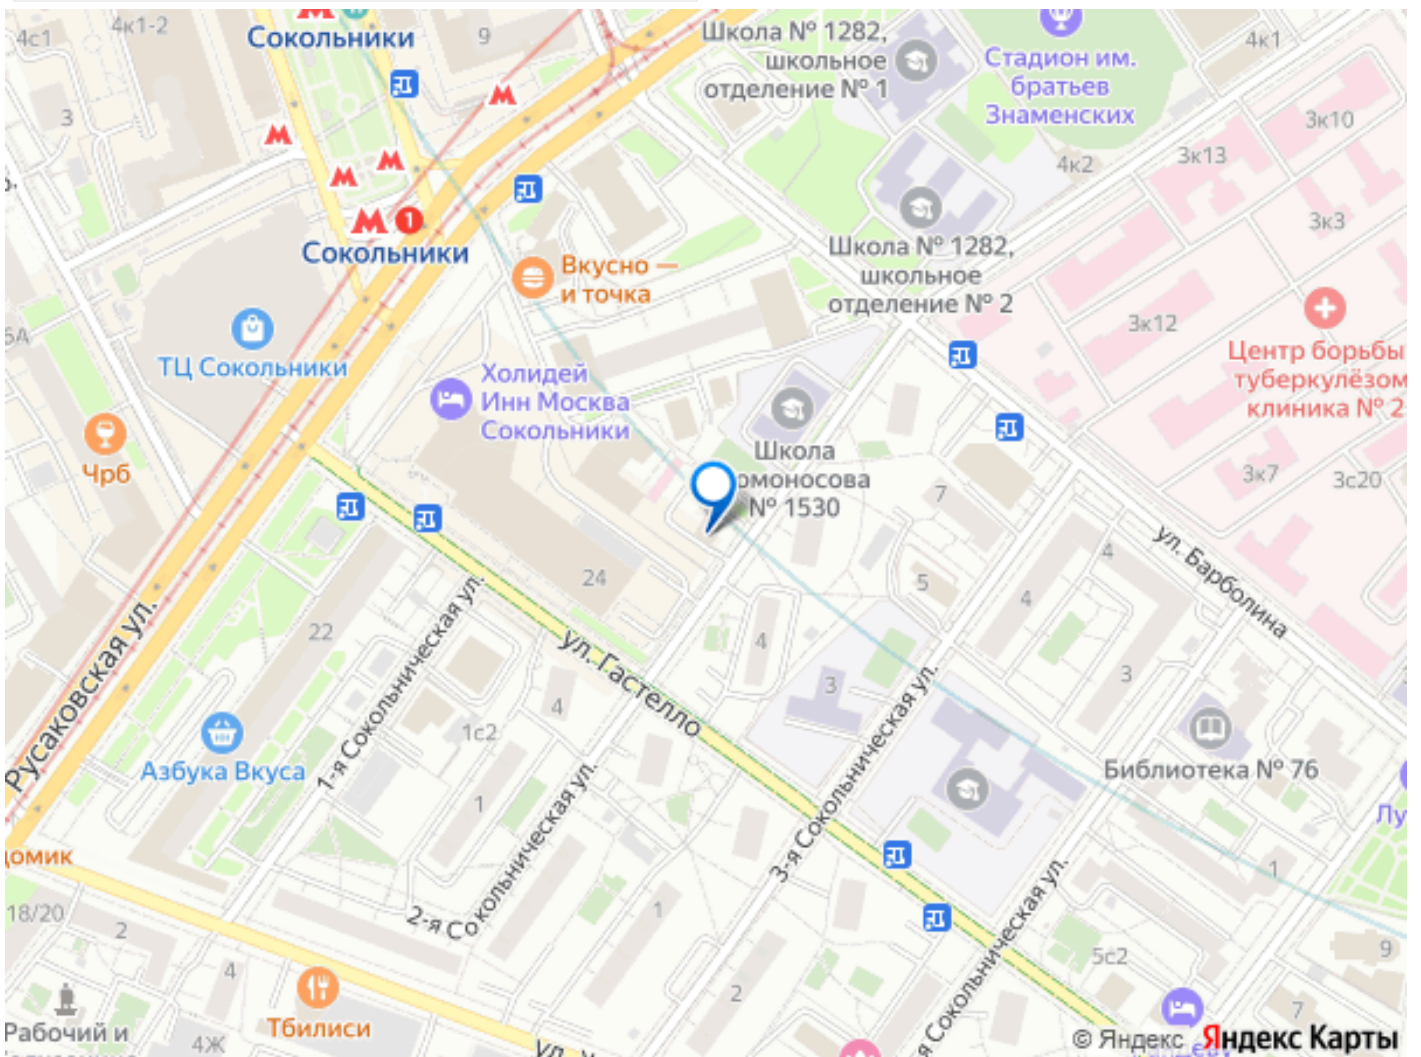 4с1
4к1-2
Сокольники
9
Школа № 1282,
школьное
отделение № 1
Стадион им.
братьев
Знаменских
4к1
3
3к10
3к13
4к2
1
Сокольники
Вкусно —
и точка
Школа № 1282,
школьное
отделение № 2
3к3
3к12
ТЦ Сокольники
Холидей
Инн Москва
Сокольники
Центр борьбы
туберкулёзом
клиника № 2
Чрб
Школа
омоносова
№ 1530
7
3к7
3с20
24
5
4
4
ул. Барболина
22
1-я Сокольническая ул.
ул. Гастелло
4
3
3
Русаковская ул.
4
1с2
Азбука Вкуса
1
2-я Сокольническая ул.
3-я Сокольническая ул.
Библиотека № 76
Лу
домик
1
18/20
2
1
я Сокольническая ул.
5с2
9
4
2
7
Тбилиси
Рабочий и
4Ж
© Яндекс
Яндекс Карты